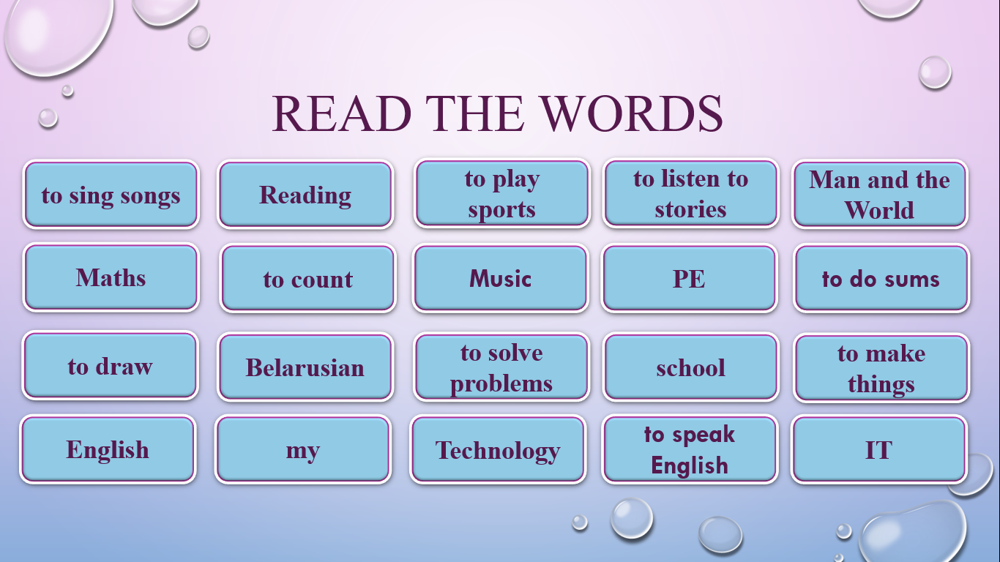 READ THE WORDS
to sing songs
Reading
to play
sports
to listen to
stories
Man and the
World
Maths
to count
Music
PE
to do sums
to draw
Belarusian
to solve
problems
school
to make
things
English
my
Technology
to speak
English
IT